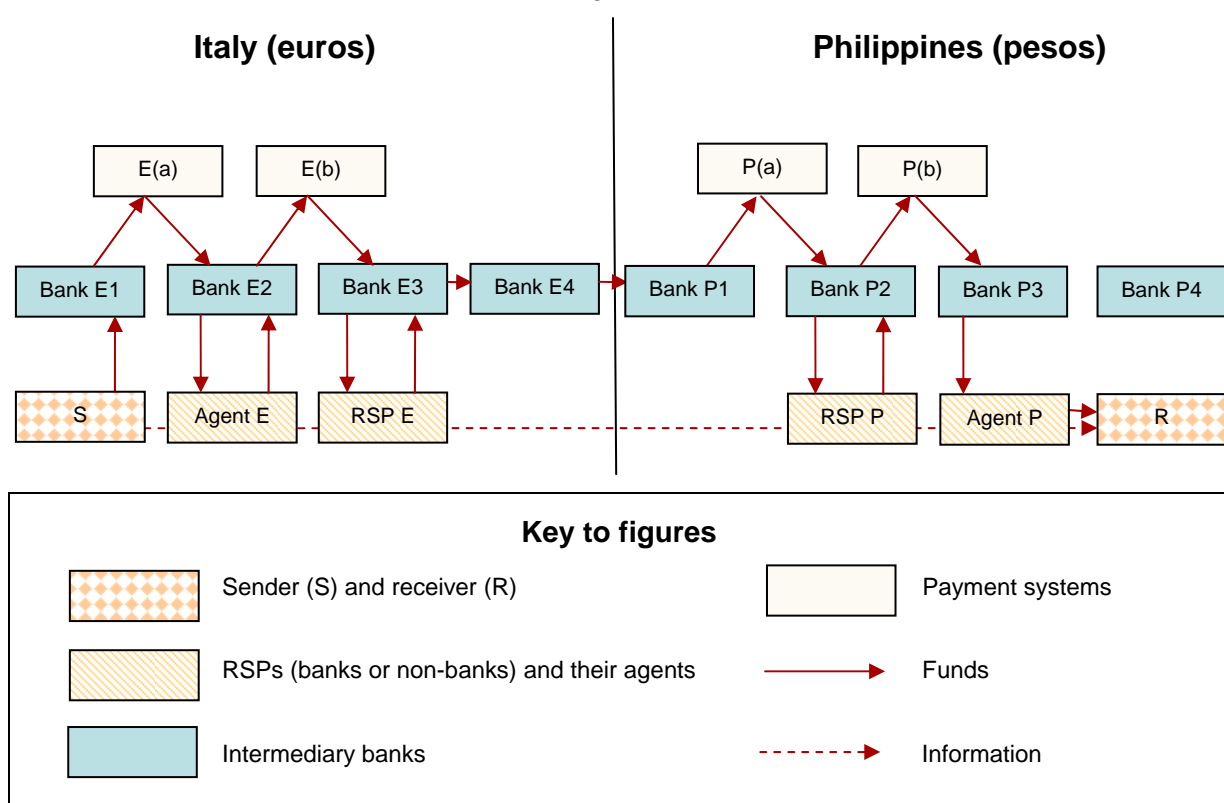 Italy (euros)
Philippines (pesos)
E(a)
E(b)
P(a)
P(b)
Bank E1
Bank E2
Bank E3
Bank E4
Bank P1
Bank P2
Bank P3
Bank P4
S
Agent E
RSP E
RSP P
Agent P
R
Key to figures
Sender (S) and receiver (R)
Payment systems
RSPs (banks or non-banks) and their agents
Funds
Intermediary banks
Information